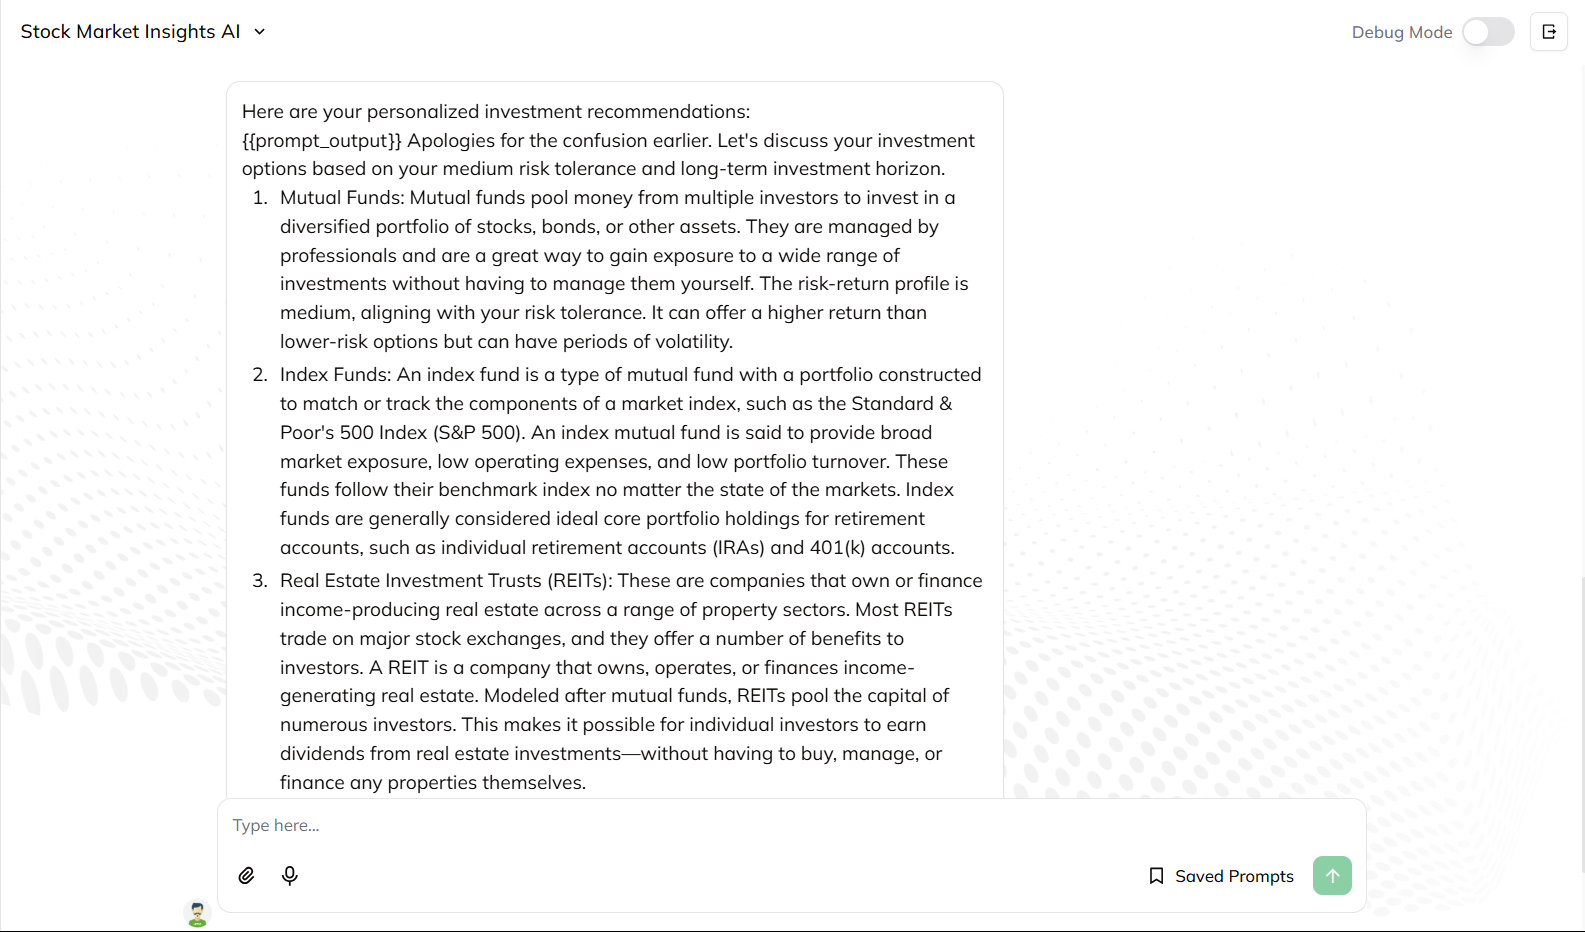 Stock Market Insights AI
Debug Mode
Here are your personalized investment recommendations:
{{prompt_output}} Apologies for the confusion earlier. Let's discuss your investment
options based on your medium risk tolerance and long-term investment horizon.
1. Mutual Funds: Mutual funds pool money from multiple investors to invest in a
diversified portfolio of stocks, bonds, or other assets. They are managed by
professionals and are a great way to gain exposure to a wide range of
investments without having to manage them yourself. The risk-return profile is
medium, aligning with your risk tolerance. It can offer a higher return than
lower-risk options but can have periods of volatility.
2. Index Funds: An index fund is a type of mutual fund with a portfolio constructed
to match or track the components of a market index, such as the Standard &
Poor's 500 Index (S&P 500). An index mutual fund is said to provide broad
market exposure, low operating expenses, and low portfolio turnover. These
funds follow their benchmark index no matter the state of the markets. Index
funds are generally considered ideal core portfolio holdings for retirement
accounts, such as individual retirement accounts (IRAs) and 401(k) accounts.
3. Real Estate Investment Trusts (REITs): These are companies that own or finance
income-producing real estate across a range of property sectors. Most REITs
trade on major stock exchanges, and they offer a number of benefits to
investors. A REIT is a company that owns, operates, or finances income-
generating real estate. Modeled after mutual funds, REITs pool the capital of
numerous investors. This makes it possible for individual investors to earn
dividends from real estate investments—without having to buy, manage, or
finance any properties themselves.
Type here...
Saved Prompts